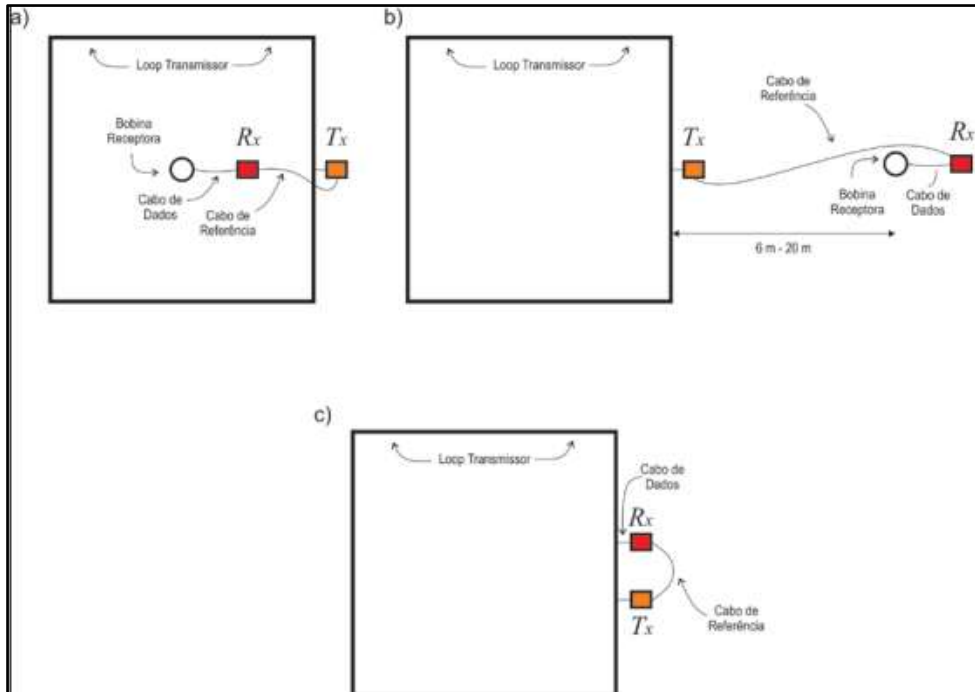 a)
Loop Transmissor
Bobina
Receptora
Rx
Tx
Cabo de
Dados
Cabo de
Referência
b)
Loop Transmissor
Cabo de
Referência
Tx
Rx
Bobina
Receptora
Cabo de
Dados
6 m - 20 m
c)
Loop Transmissor
Cabo de
Dados
Rx
Tx
Cabo de
Referência